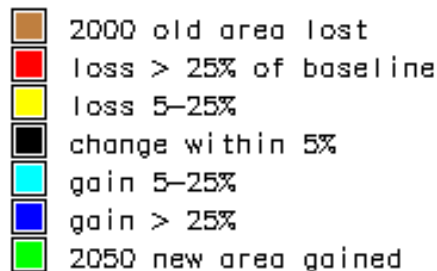 2000 old area lost
loss > 25% of baseline
loss 5–25%
change within 5%
gain 5–25%
gain > 25%
2050 new area gained